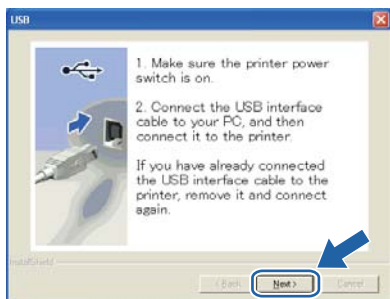 USB
1. Make sure the printer power
switch is on.
2. Connect the USB interface
cable to your PC, and then
connect it to the printer.
If you have already connected
the USB interface cable to the
printer, remove it and connect
again.
InstallShield
< Back
Next >
Cancel